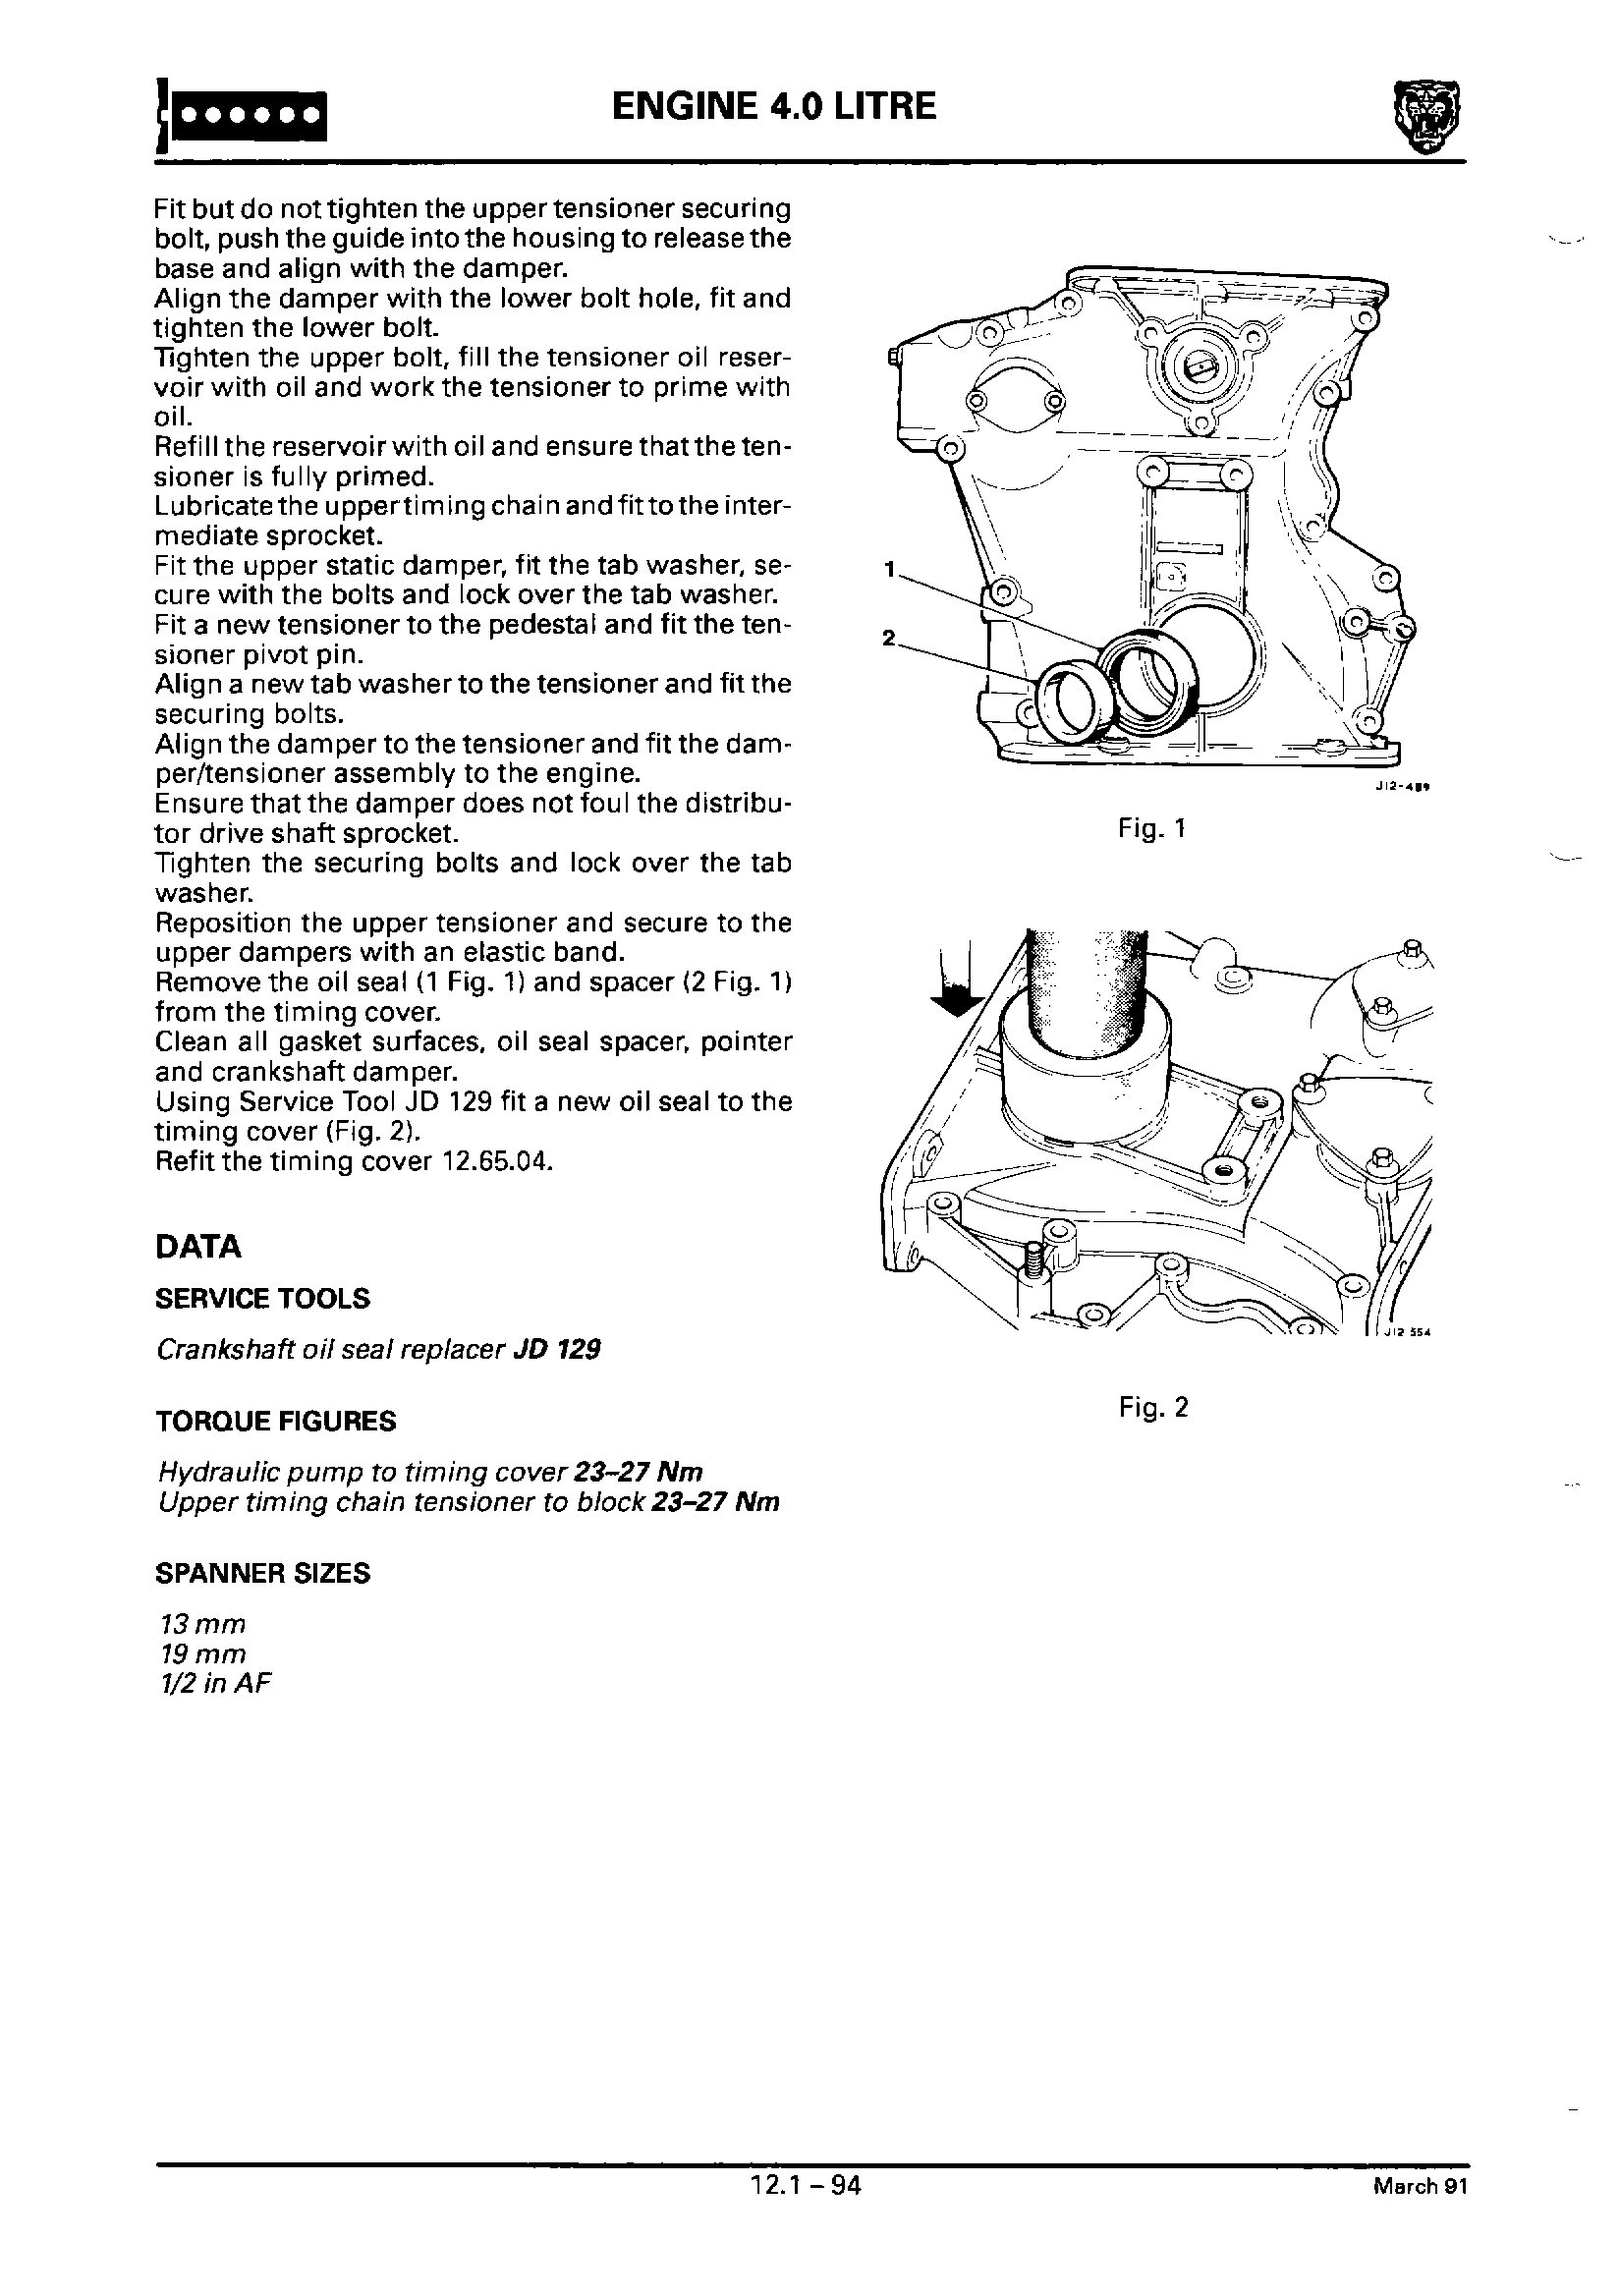 ENGINE 4.0 LITRE
Fit but do not tighten the upper tensioner securing
bolt, push the guide into the housing to release the
base and align with the damper.
Align the damper with the lower bolt hole, fit and
tighten the lower bolt.
Tighten the upper bolt, fill the tensioner oil reser-
voir with oil and work the tensioner to prime with
oil.
Refill the reservoir with oil and ensure that the ten-
sioner is fully primed.
Lubricate the upper timing chain and fit to the inter-
mediate sprocket.
Fit the upper static damper, fit the tab washer, se-
cure with the bolts and lock over the tab washer.
Fit a new tensioner to the pedestal and fit the ten-
sioner pivot pin.
Align a new tab washer to the tensioner and fit the
securing bolts.
Align the damper to the tensioner and fit the dam-
per/tensioner assembly to the engine.
Ensure that the damper does not foul the distribu-
tor drive shaft sprocket.
Tighten the securing bolts and lock over the tab
washer.
Reposition the upper tensioner and secure to the
upper dampers with an elastic band.
Remove the oil seal (1 Fig. 1) and spacer (2 Fig. 1)
from the timing cover.
Clean all gasket surfaces, oil seal spacer, pointer
and crankshaft damper.
Using Service Tool JD 129 fit a new oil seal to the
timing cover (Fig. 2).
Refit the timing cover 12.65.04.
DATA
SERVICE TOOLS
Crankshaft oil seal replacer JD 129
TORQUE FIGURES
Hydraulic pump to timing cover 23–27 Nm
Upper timing chain tensioner to block 23–27 Nm
SPANNER SIZES
13 mm
19 mm
1/2 in AF
1
2
Fig. 1
J12 554
Fig. 2
12.1 – 94
March 91